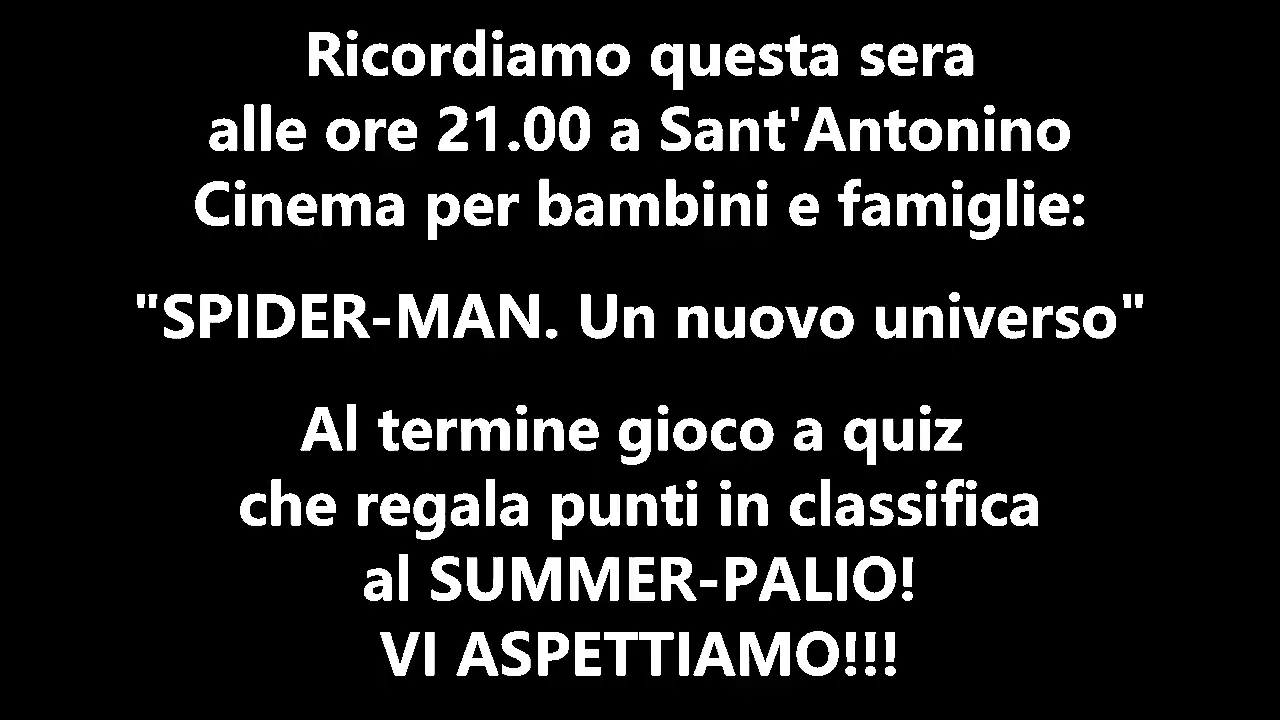 Ricordiamo questa sera
alle ore 21.00 a Sant'Antonino
Cinema per bambini e famiglie:
"SPIDER-MAN. Un nuovo universo"
Al termine gioco a quiz
che regala punti in classifica
al SUMMER-PALIO!
VI ASPETTIAMO!!!